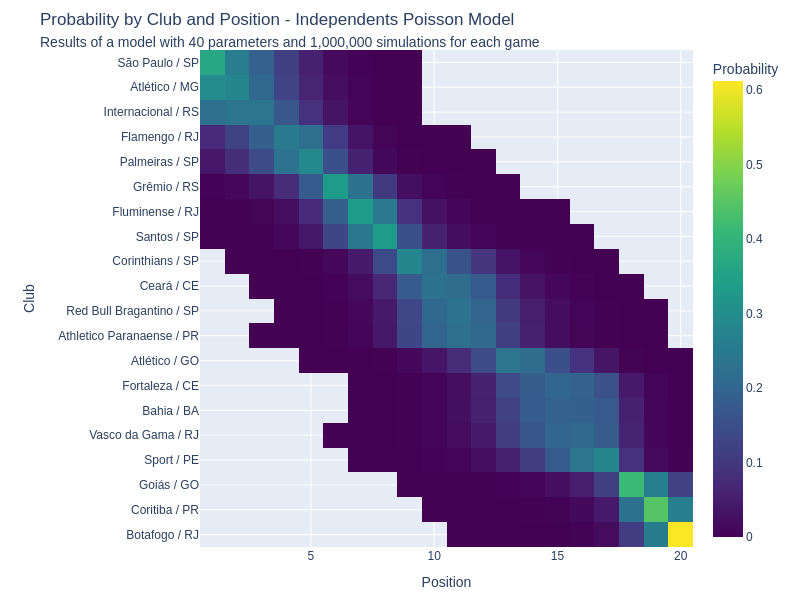 Probability by Club and Position - Independents Poisson Model
Results of a model with 40 parameters and 1,000,000 simulations for each game
Probability
São Paulo / SP
Atlético / MG
Internacional / RS
Flamengo / RJ
Palmeiras / SP
Grêmio / RS
Fluminense / RJ
Santos / SP
Corinthians / SP
Ceará / CE
Red Bull Bragantino / SP
Athletico Paranaense / PR
Atlético / GO
Fortaleza / CE
Bahia / BA
Vasco da Gama / RJ
Sport / PE
Goiás / GO
Coritiba / PR
Botafogo / RJ
Club
5
10
15
20
Position
0.6
0.5
0.4
0.3
0.2
0.1
0